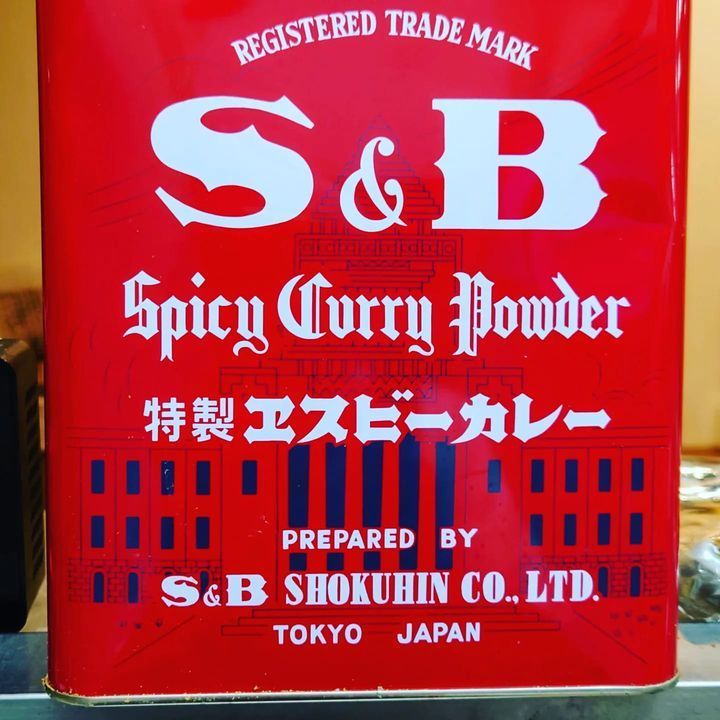 REGISTERED TRADE MARK
S&B
Spicy Curry Powder
特製 ヱスビーカレー
PREPARED BY
S&B SHOKUHIN CO., LTD.
TOKYO JAPAN